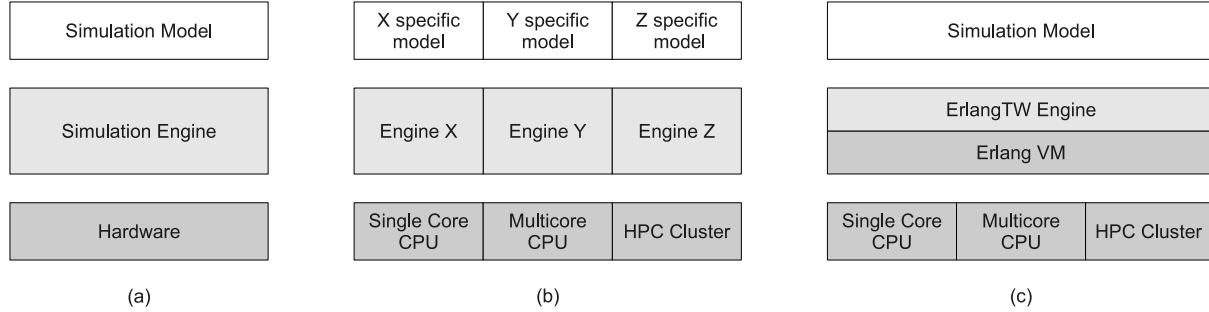 Simulation Model
Simulation Engine
Hardware
(a)
X specific
model
Y specific
model
Z specific
model
Engine X
Engine Y
Engine Z
Single Core
CPU
Multicore
CPU
HPC Cluster
(b)
Simulation Model
ErlangTW Engine
Erlang VM
Single Core
CPU
Multicore
CPU
HPC Cluster
(c)